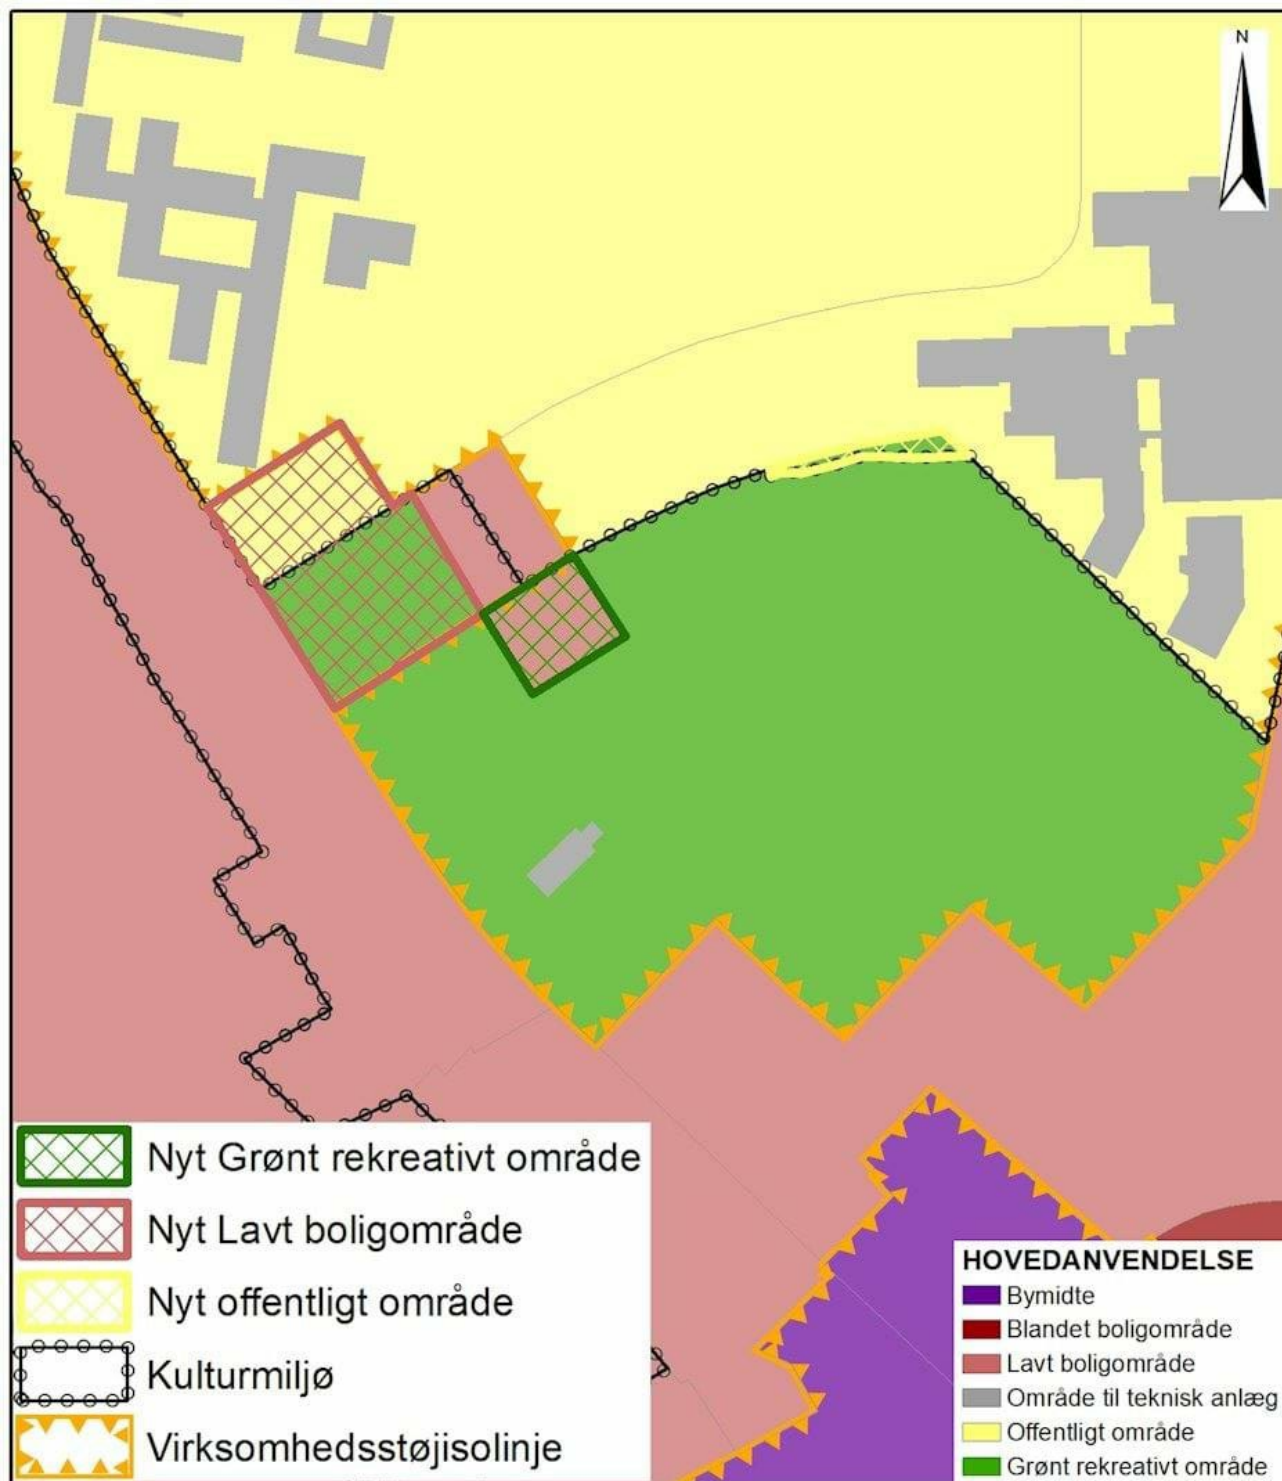 N
Nyt Grønt rekreativt område
Nyt Lavt boligområde
Nyt offentligt område
Kulturmiljø
Virksomhedsstøjisolinje
HOVEDANVENDELSE
Bymidte
Blandet boligområde
Lavt boligområde
Område til teknisk anlæg
Offentligt område
Grønt rekreativt område